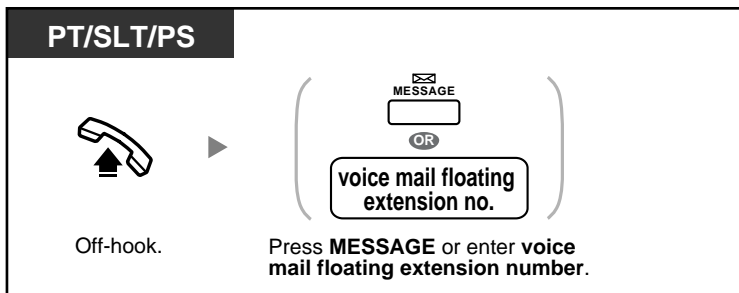 PT/SLT/PS
MESSAGE
OR
voice mail floating
extension no.
Off-hook.
Press MESSAGE or enter voice
mail floating extension number.